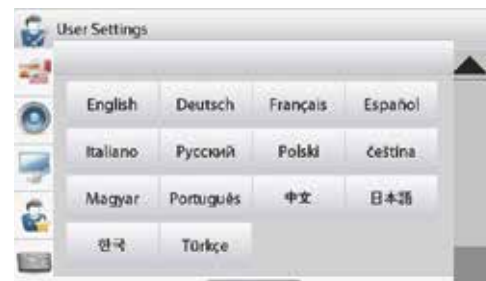 User Settings
English Deutsch Français Español
Italiano Русский Polski čeština
Magyar Português 中文 日本語
한국 Türkçe